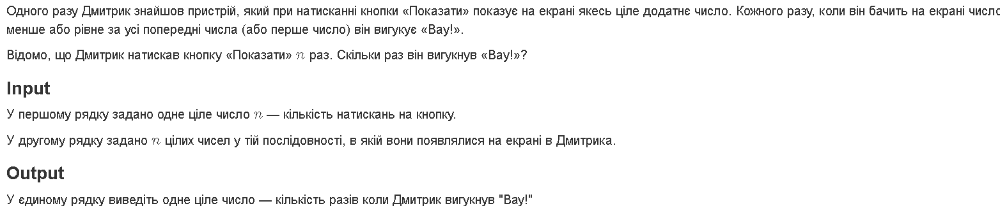 Одного разу Дмитрик знайшов пристрій, який при натисканні кнопки «Показати» показує на екрані якесь ціле додатнє число. Кожного разу, коли він бачить на екрані число
менше або рівне за усі попередні числа (або перше число) він вигукує «Вау!».
Відомо, що Дмитрик натискав кнопку «Показати» n раз. Скільки раз він вигукнув «Вау!»?
Input
У першому рядку задано одне ціле число n — кількість натискань на кнопку.
У другому рядку задано n цілих чисел у тій послідовності, в якій вони появлялися на екрані в Дмитрика.
Output
У єдиному рядку виведіть одне ціле число — кількість разів коли Дмитрик вигукнув "Вау!"